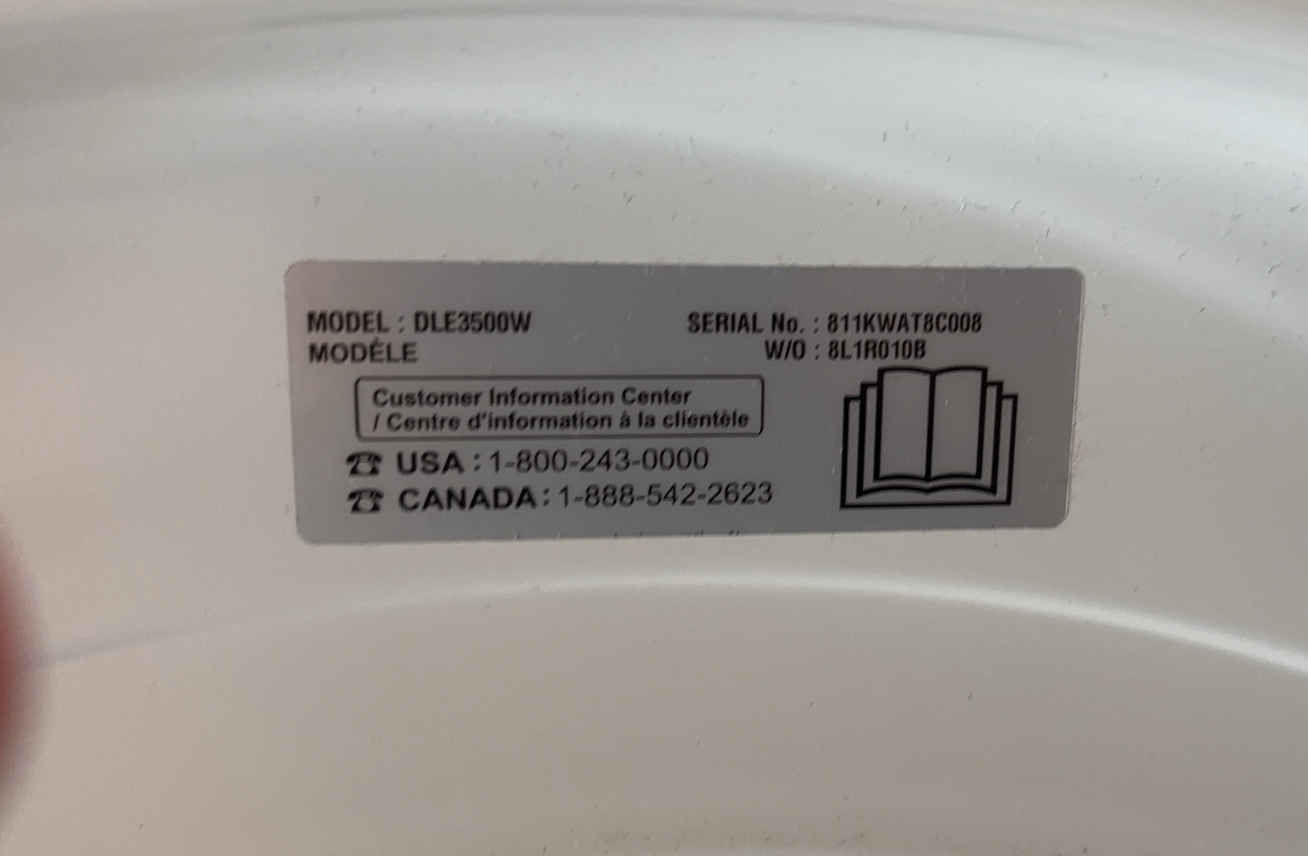 MODEL : DLE3500W
MODÈLE
SERIAL No. : 811KWAT8C008
W/O : 8L1R010B
Customer Information Center
/ Centre d'information à la clientèle
☎ USA : 1-800-243-0000
☎ CANADA : 1-888-542-2623